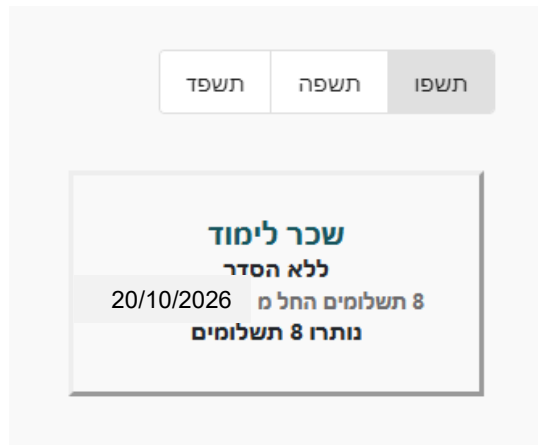 תשפו תשפה תשפד
שכר לימוד
ללא הסדר
8 תשלומים החל מ 20/10/2026
נותרו 8 תשלומים